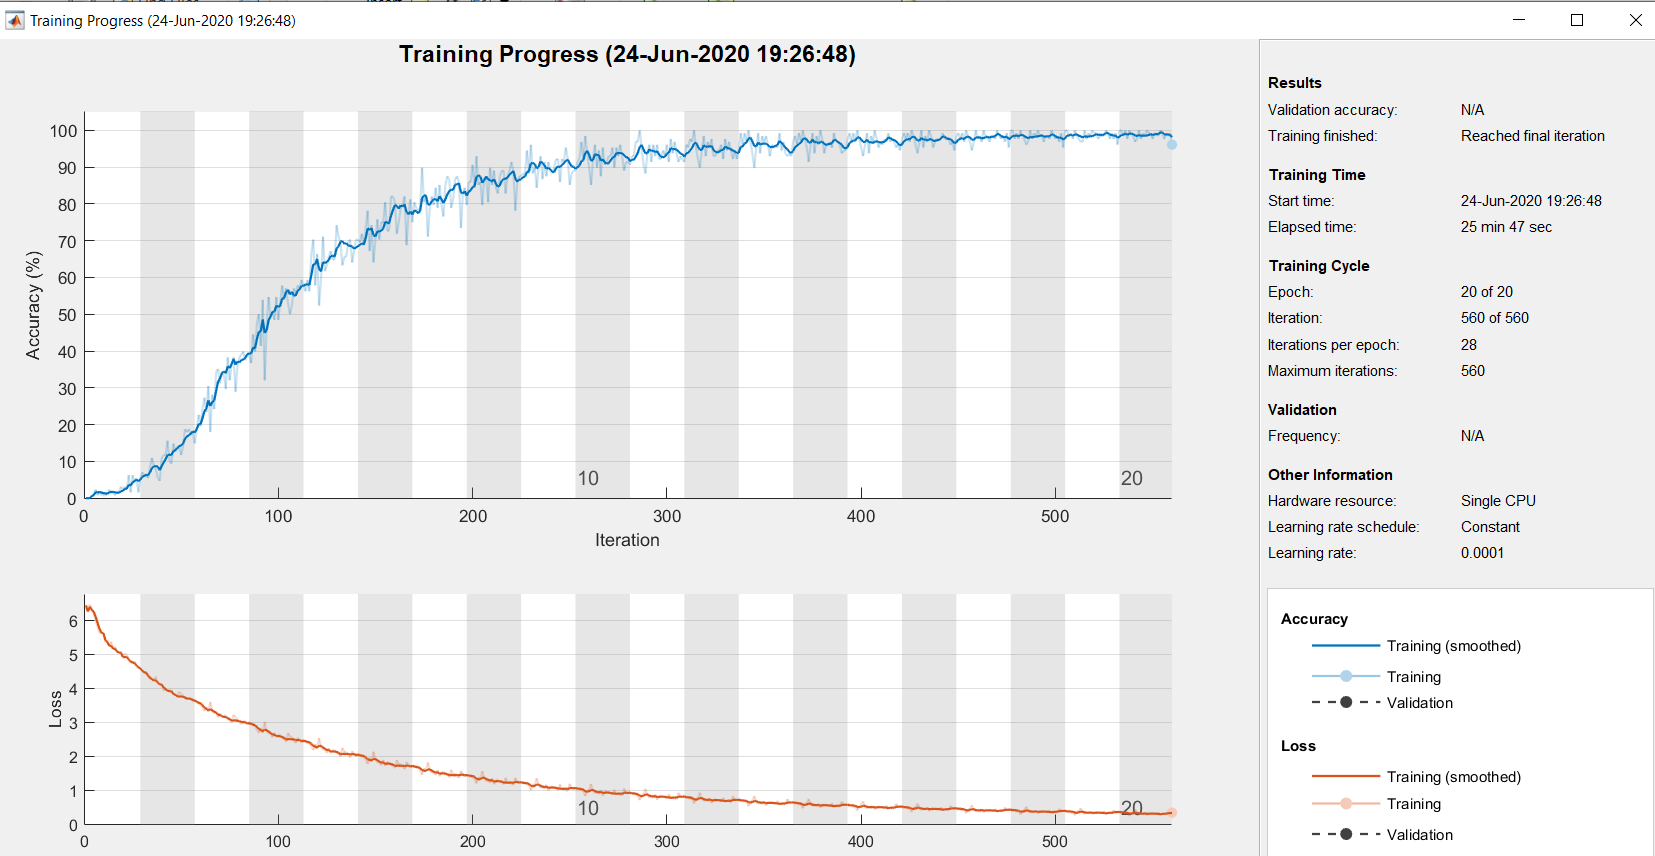 Training Progress (24-Jun-2020 19:26:48)
Training Progress (24-Jun-2020 19:26:48)
Accuracy (%)
100
90
80
70
60
50
40
30
20
10
0
10
20
0
100
200
300
400
500
Iteration
Loss
6
5
4
3
2
1
0
10
20
0
100
200
300
400
500
Results
Validation accuracy: N/A
Training finished: Reached final iteration
Training Time
Start time: 24-Jun-2020 19:26:48
Elapsed time: 25 min 47 sec
Training Cycle
Epoch: 20 of 20
Iteration: 560 of 560
Iterations per epoch: 28
Maximum iterations: 560
Validation
Frequency: N/A
Other Information
Hardware resource: Single CPU
Learning rate schedule: Constant
Learning rate: 0.0001
Accuracy
Training (smoothed)
Training
Validation
Loss
Training (smoothed)
Training
Validation